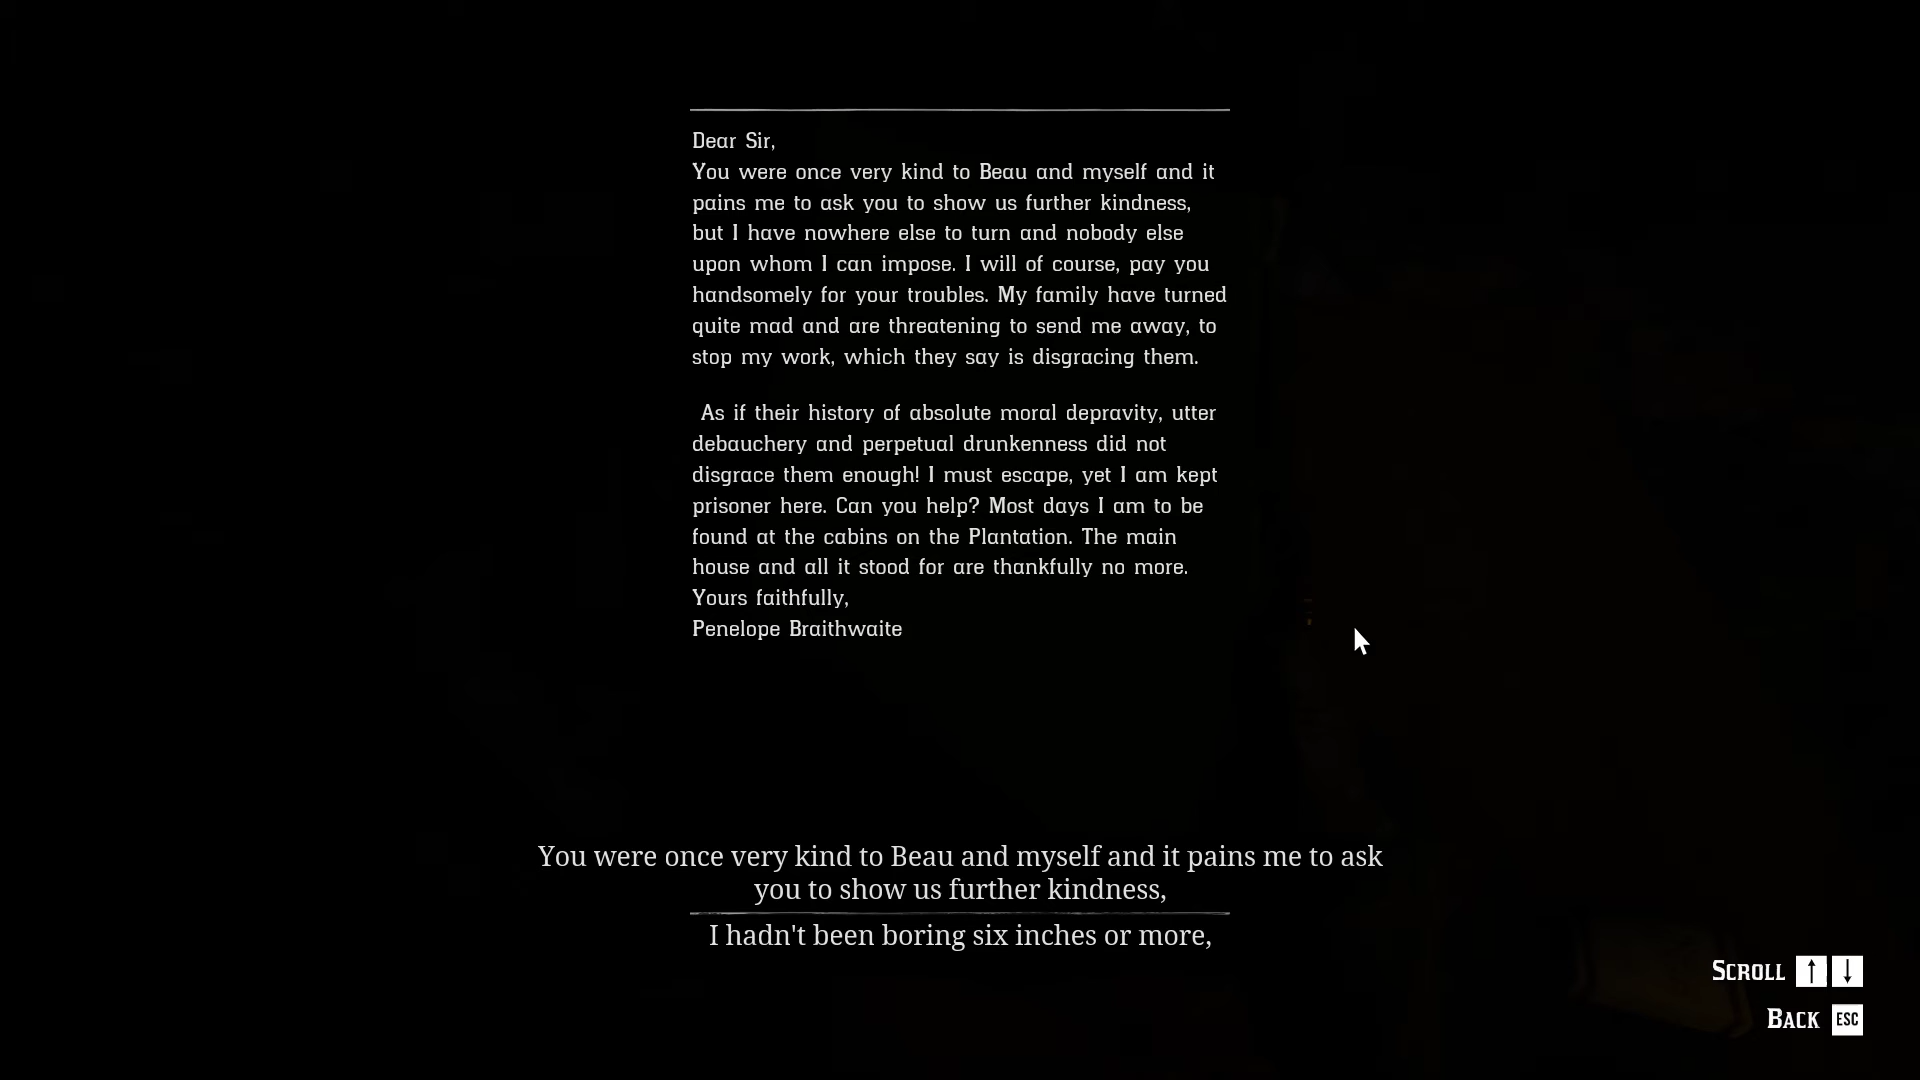 Dear Sir,
You were once very kind to Beau and myself and it
pains me to ask you to show us further kindness,
but I have nowhere else to turn and nobody else
upon whom I can impose. I will of course, pay you
handsomely for your troubles. My family have turned
quite mad and are threatening to send me away, to
stop my work, which they say is disgracing them.
As if their history of absolute moral depravity, utter
debauchery and perpetual drunkenness did not
disgrace them enough! I must escape, yet I am kept
prisoner here. Can you help? Most days I am to be
found at the cabins on the Plantation. The main
house and all it stood for are thankfully no more.
Yours faithfully,
Penelope Braithwaite
You were once very kind to Beau and myself and it pains me to ask
you to show us further kindness,
I hadn't been boring six inches or more,
SCROLL ↑ ↓
BACK ESC